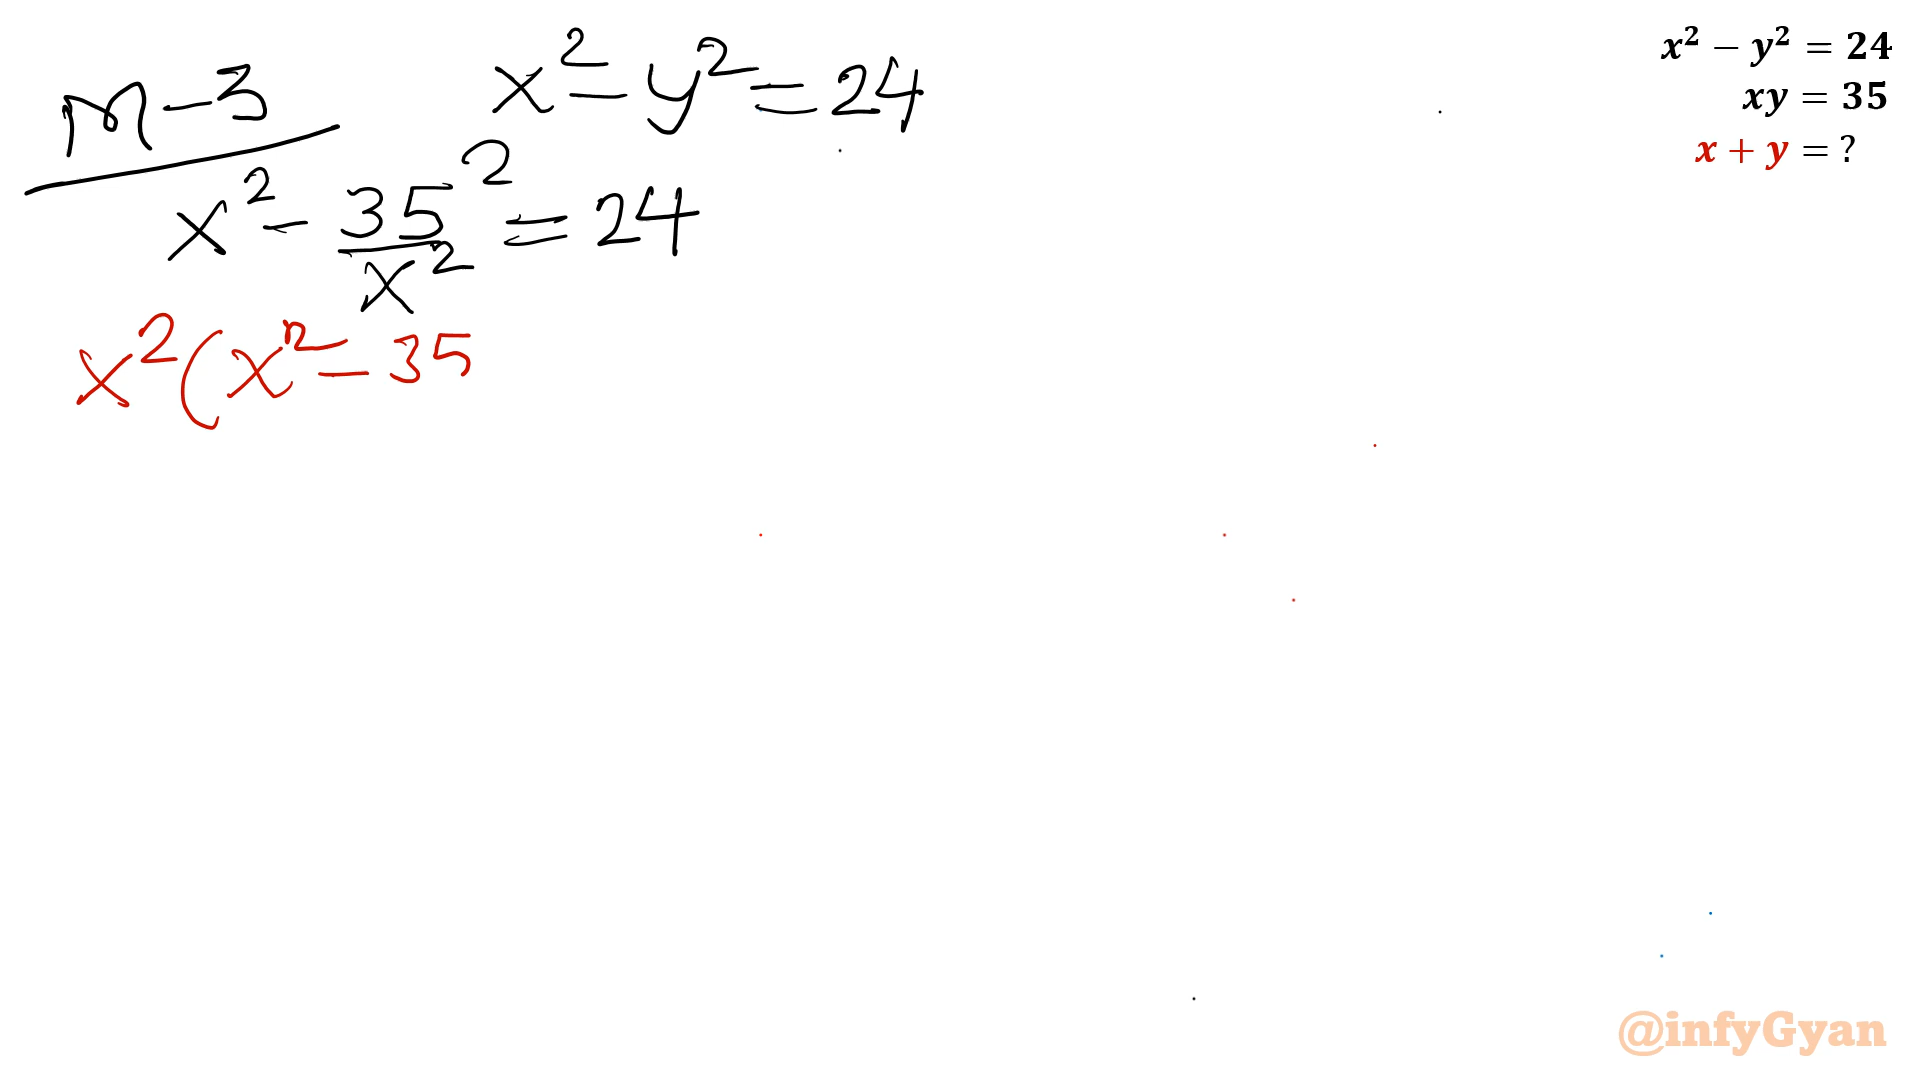 m-3
x² - y² = 24
x² - 35²/x² = 24
x²(x² - 35
x² − y² = 24
xy = 35
x + y = ?
@infyGyan